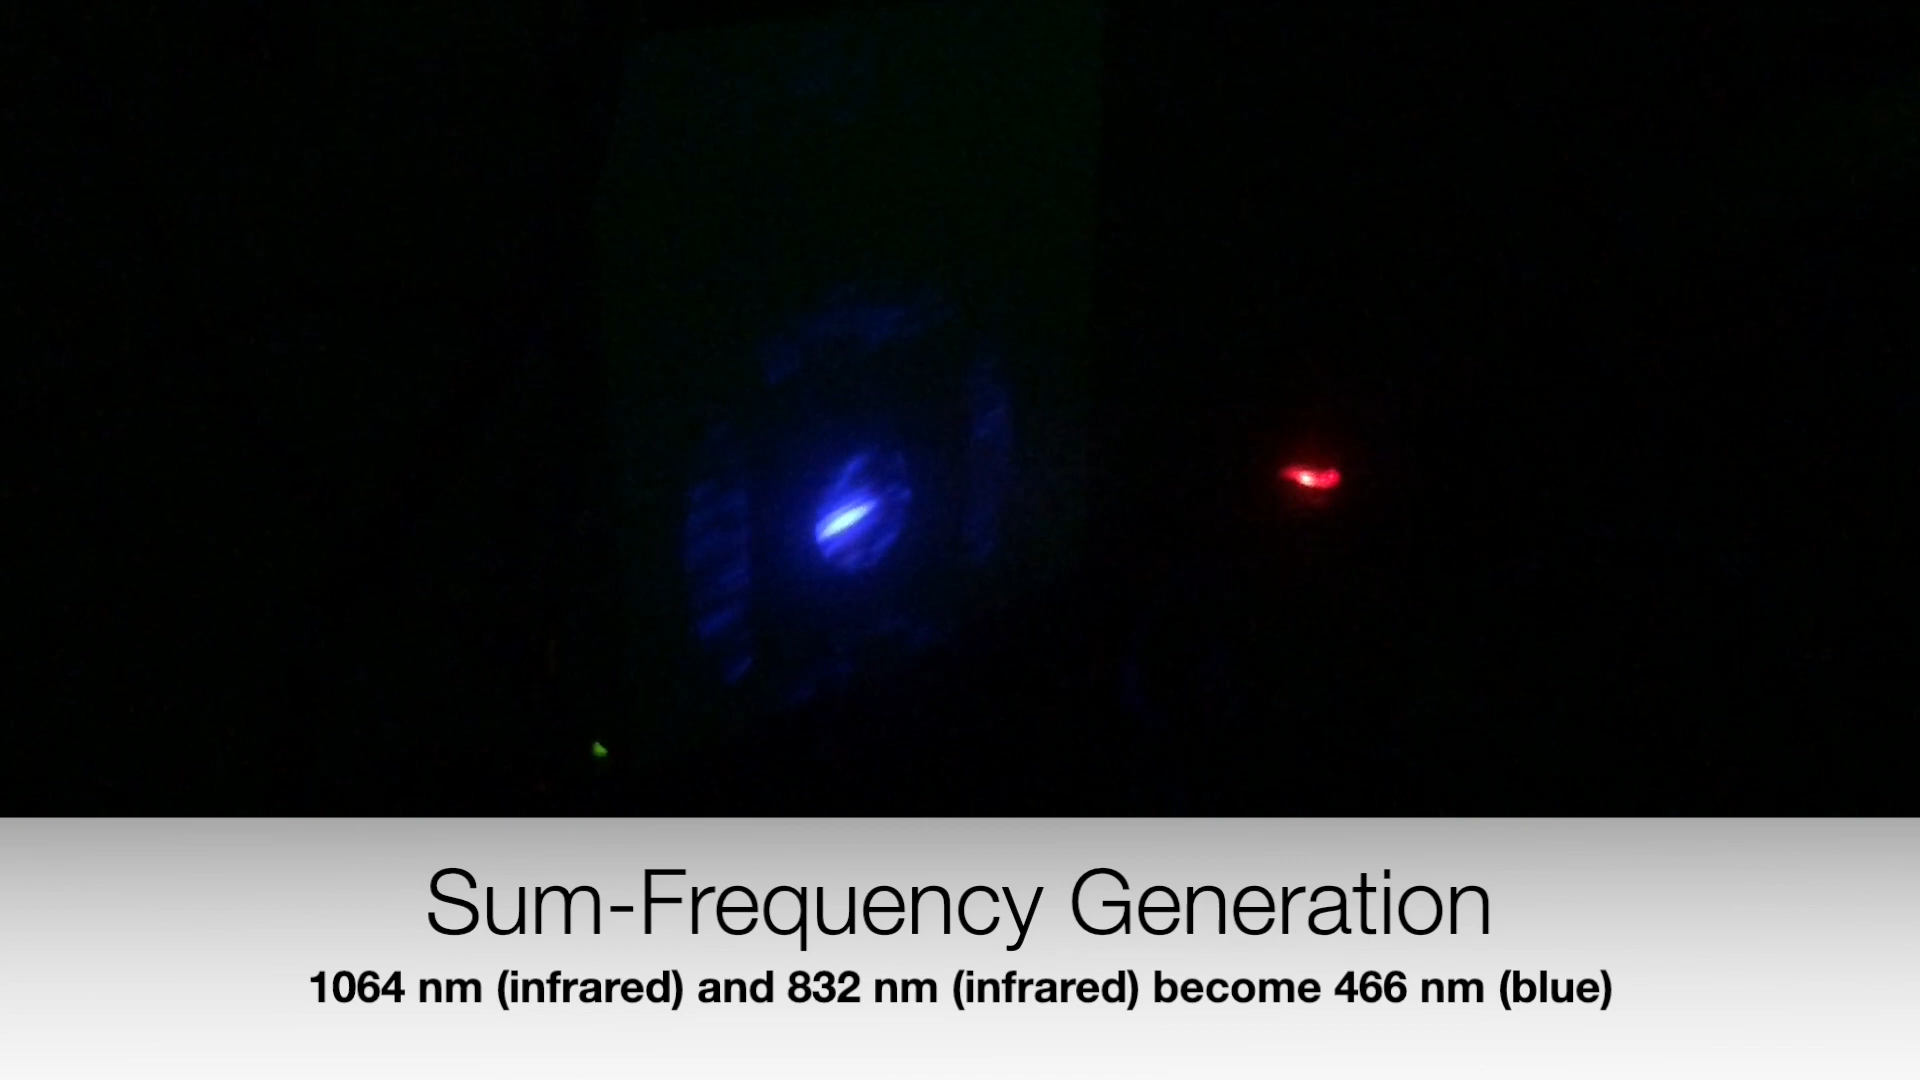 Sum-Frequency Generation
1064 nm (infrared) and 832 nm (infrared) become 466 nm (blue)